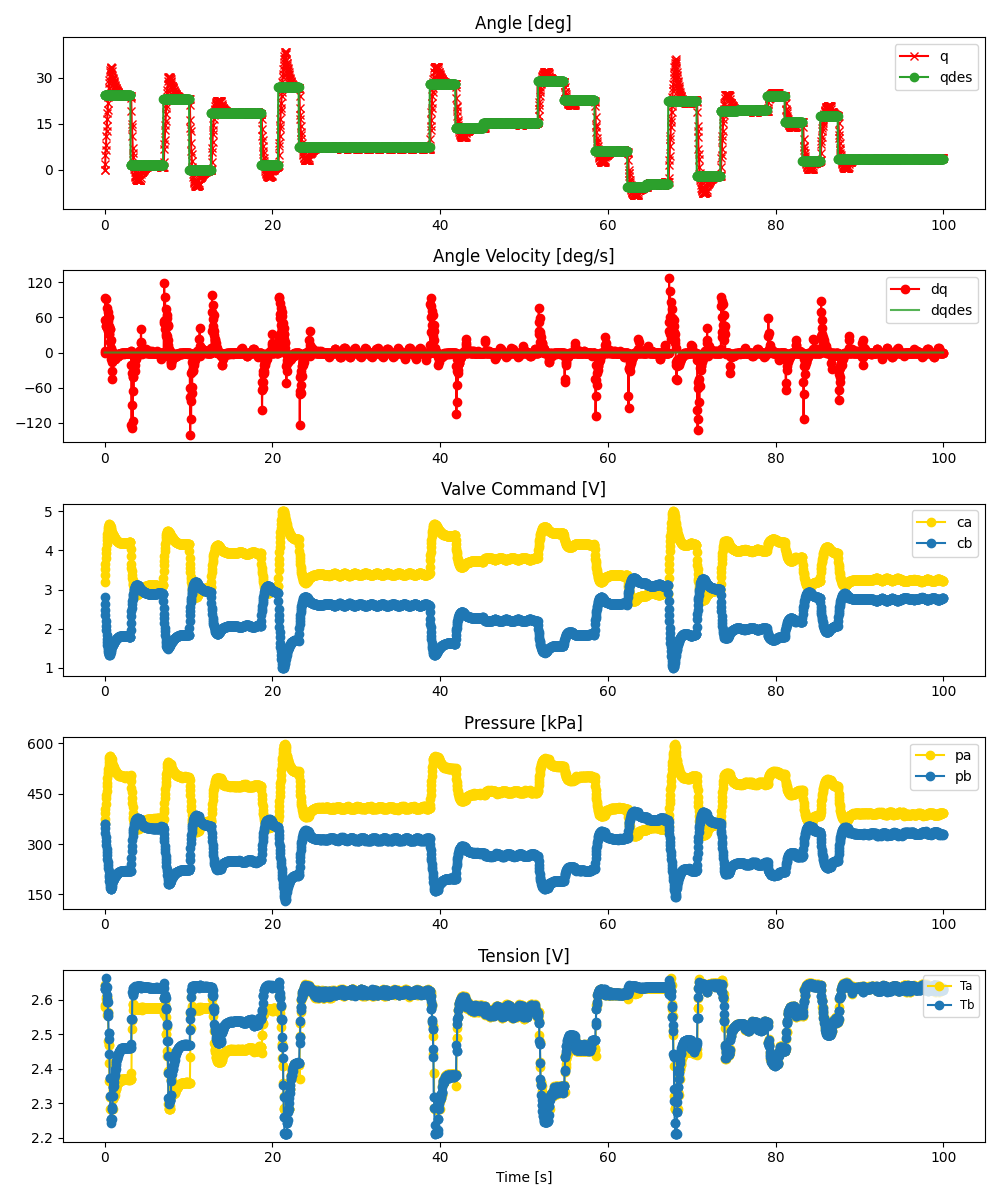 Angle [deg]
30
15
0
q
qdes
0 20 40 60 80 100
Angle Velocity [deg/s]
120
60
0
−60
−120
dq
dqdes
0 20 40 60 80 100
Valve Command [V]
5
4
3
2
1
ca
cb
0 20 40 60 80 100
Pressure [kPa]
600
450
300
150
pa
pb
0 20 40 60 80 100
Tension [V]
2.6
2.5
2.4
2.3
2.2
Ta
Tb
0 20 40 60 80 100
Time [s]